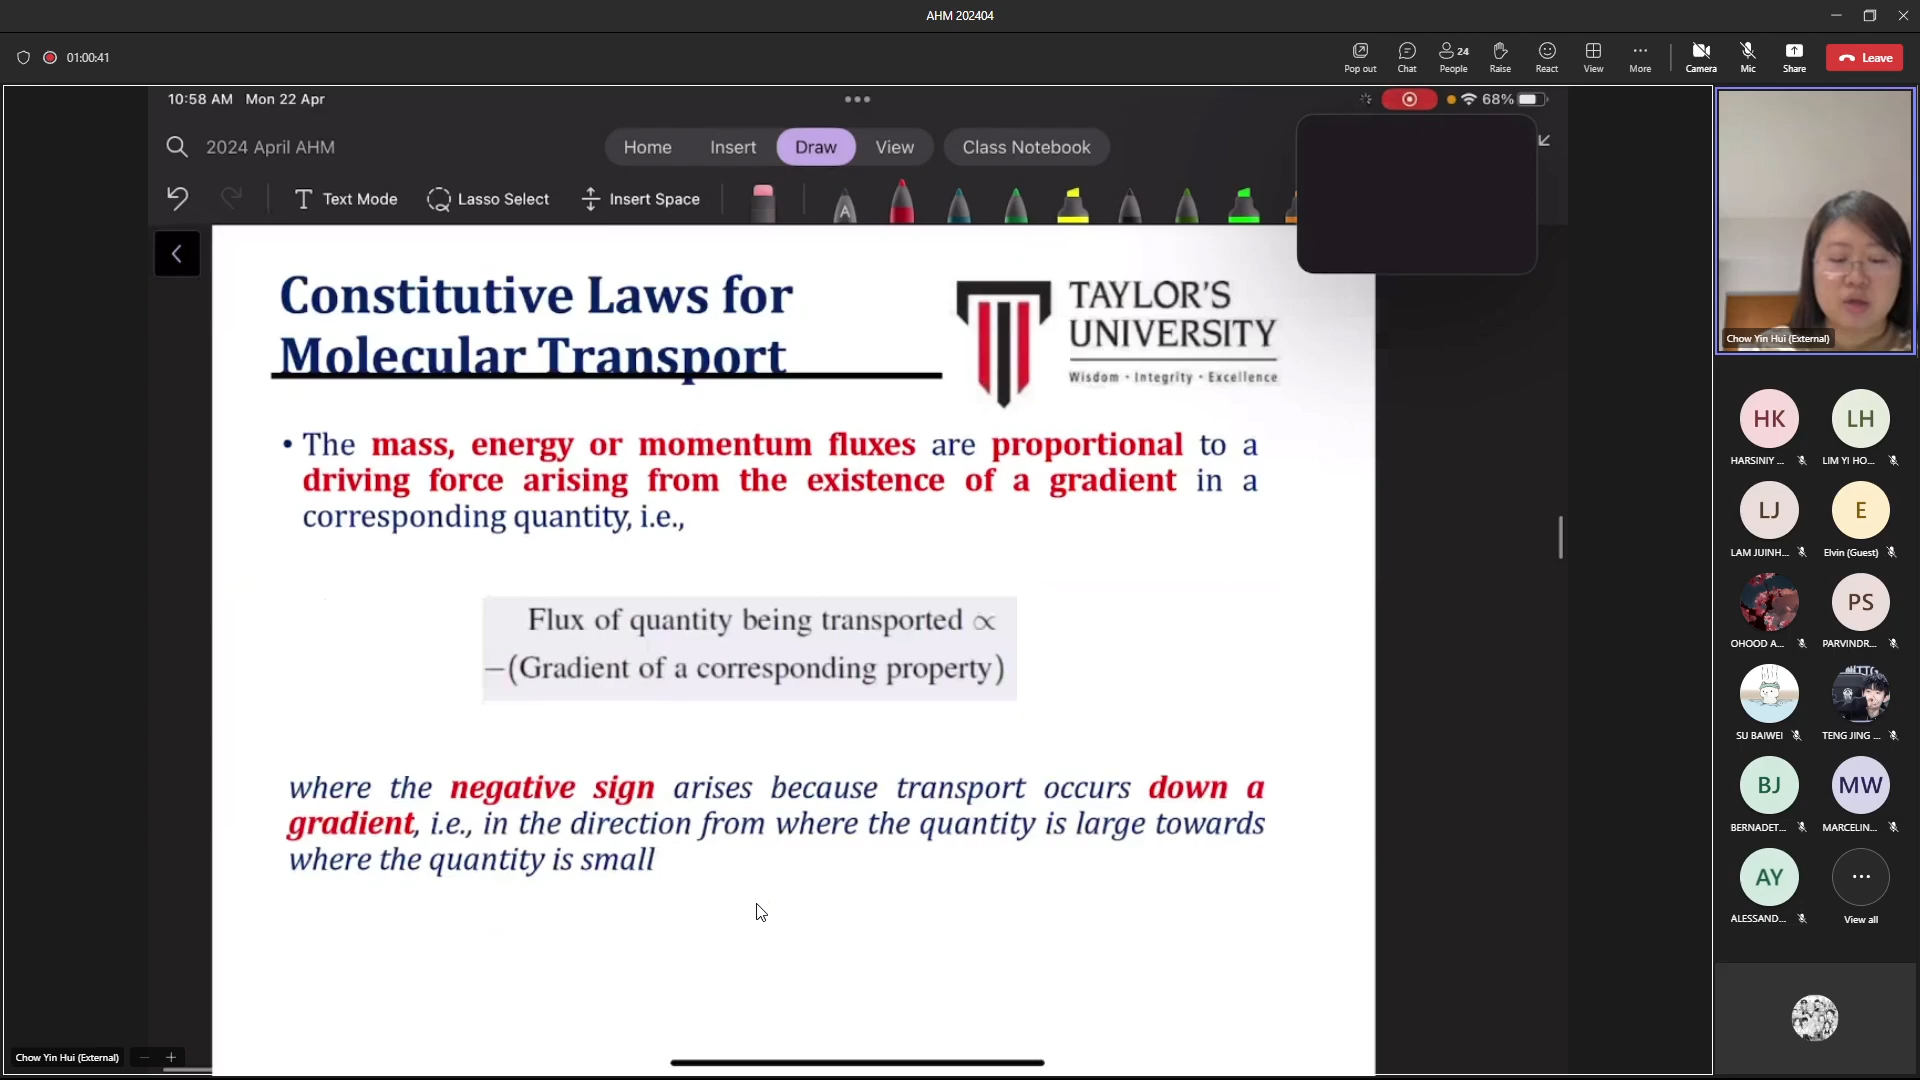 AHM 202404
01:00:41
Pop out
Chat
24
People
Raise
React
View
More
Camera
Mic
Share
Leave
10:58 AM Mon 22 Apr
68%
2024 April AHM
Home
Insert
Draw
View
Class Notebook
Text Mode
Lasso Select
Insert Space
A
Constitutive Laws for
Molecular Transport
TAYLOR'S
UNIVERSITY
Wisdom · Integrity · Excellence
• The mass, energy or momentum fluxes are proportional to a
driving force arising from the existence of a gradient in a
corresponding quantity, i.e.,
Flux of quantity being transported ∝
−(Gradient of a corresponding property)
where the negative sign arises because transport occurs down a
gradient, i.e., in the direction from where the quantity is large towards
where the quantity is small
Chow Yin Hui (External)
HK
HARSINIY ...
LH
LIM YI HO...
LJ
LAM JUINH...
E
Elvin (Guest)
OHOOD A...
PS
PARVINDR...
SU BAIWEI
TENG JING ...
BJ
BERNADET...
MW
MARCELIN...
AY
ALESSAND...
View all
Chow Yin Hui (External)